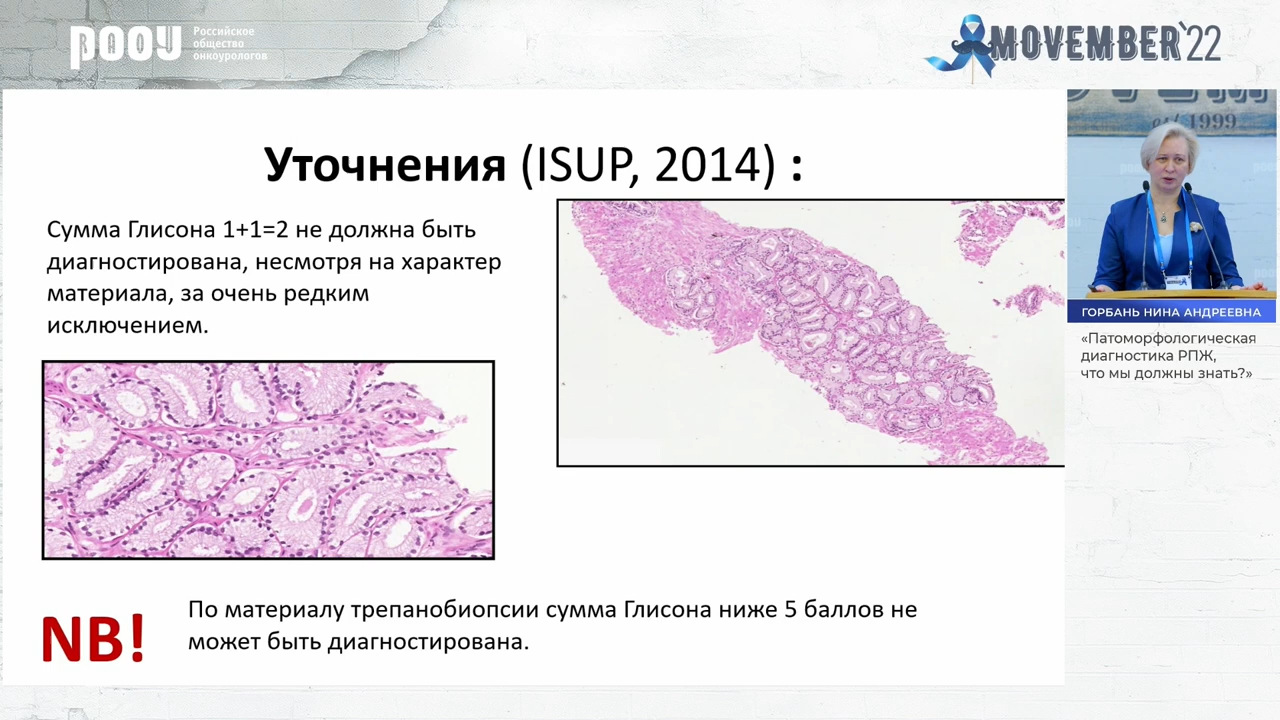 РООУ
Российское
общество
онкоурологов
MOVEMBER'22
Уточнения (ISUP, 2014) :
Сумма Глисона 1+1=2 не должна быть
диагностирована, несмотря на характер
материала, за очень редким
исключением.
est 1999
ГОРБАНЬ НИНА АНДРЕЕВНА
«Патоморфологическая
диагностика РПЖ,
что мы должны знать?»
NB!
По материалу трепанобиопсии сумма Глисона ниже 5 баллов не
может быть диагностирована.